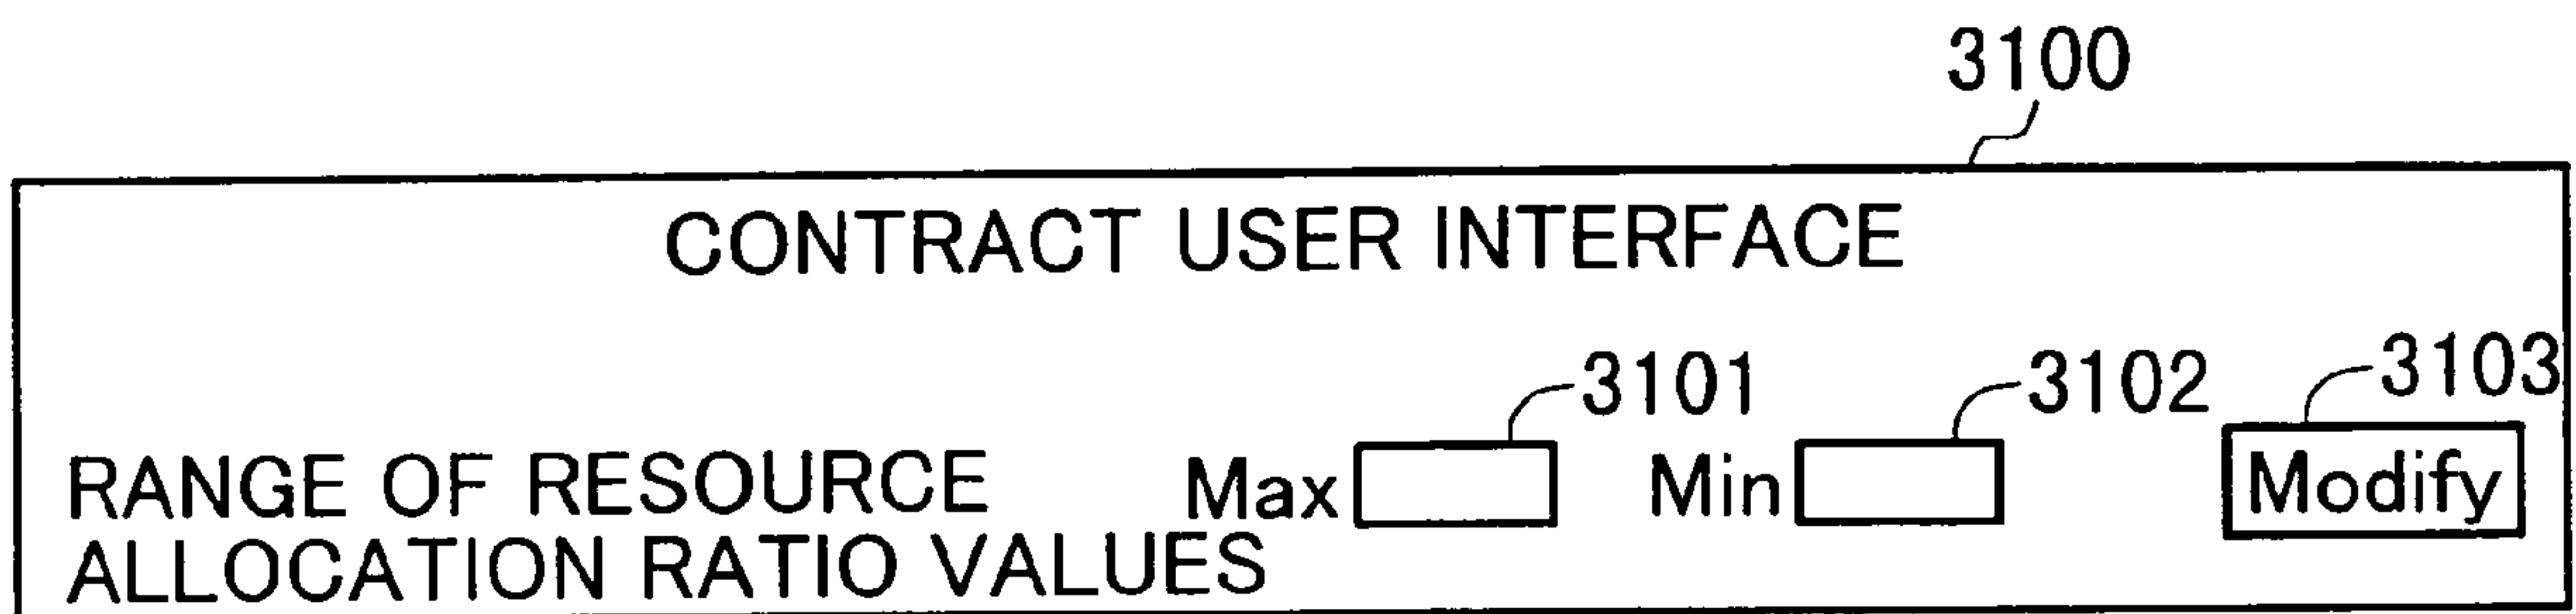 3100
CONTRACT USER INTERFACE
3101 3102 3103
RANGE OF RESOURCE Max Min Modify
ALLOCATION RATIO VALUES